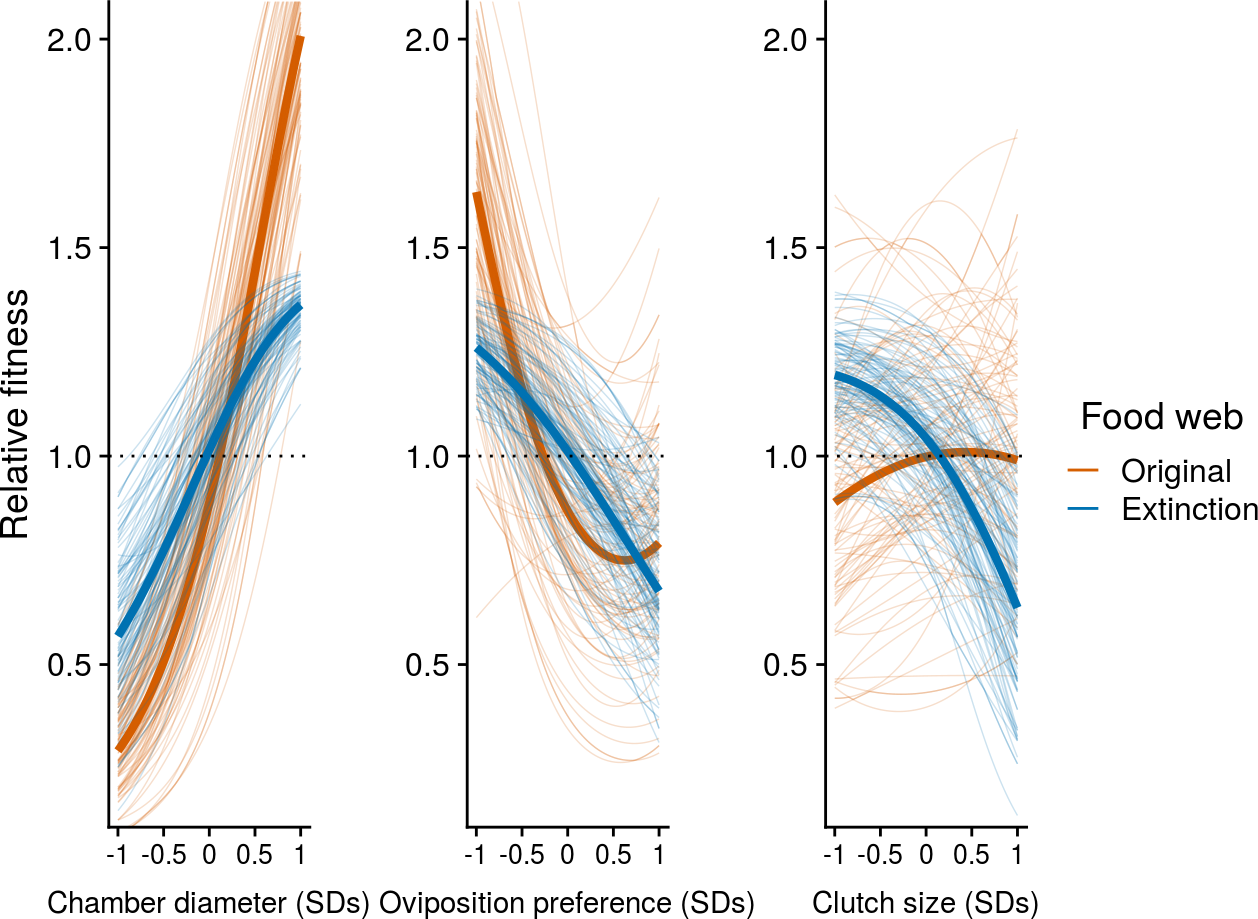 Relative fitness
2.0
1.5
1.0
0.5
-1 -0.5 0 0.5 1
Chamber diameter (SDs)
2.0
1.5
1.0
0.5
-1 -0.5 0 0.5 1
Oviposition preference (SDs)
2.0
1.5
1.0
0.5
-1 -0.5 0 0.5 1
Clutch size (SDs)
Food web
Original
Extinction